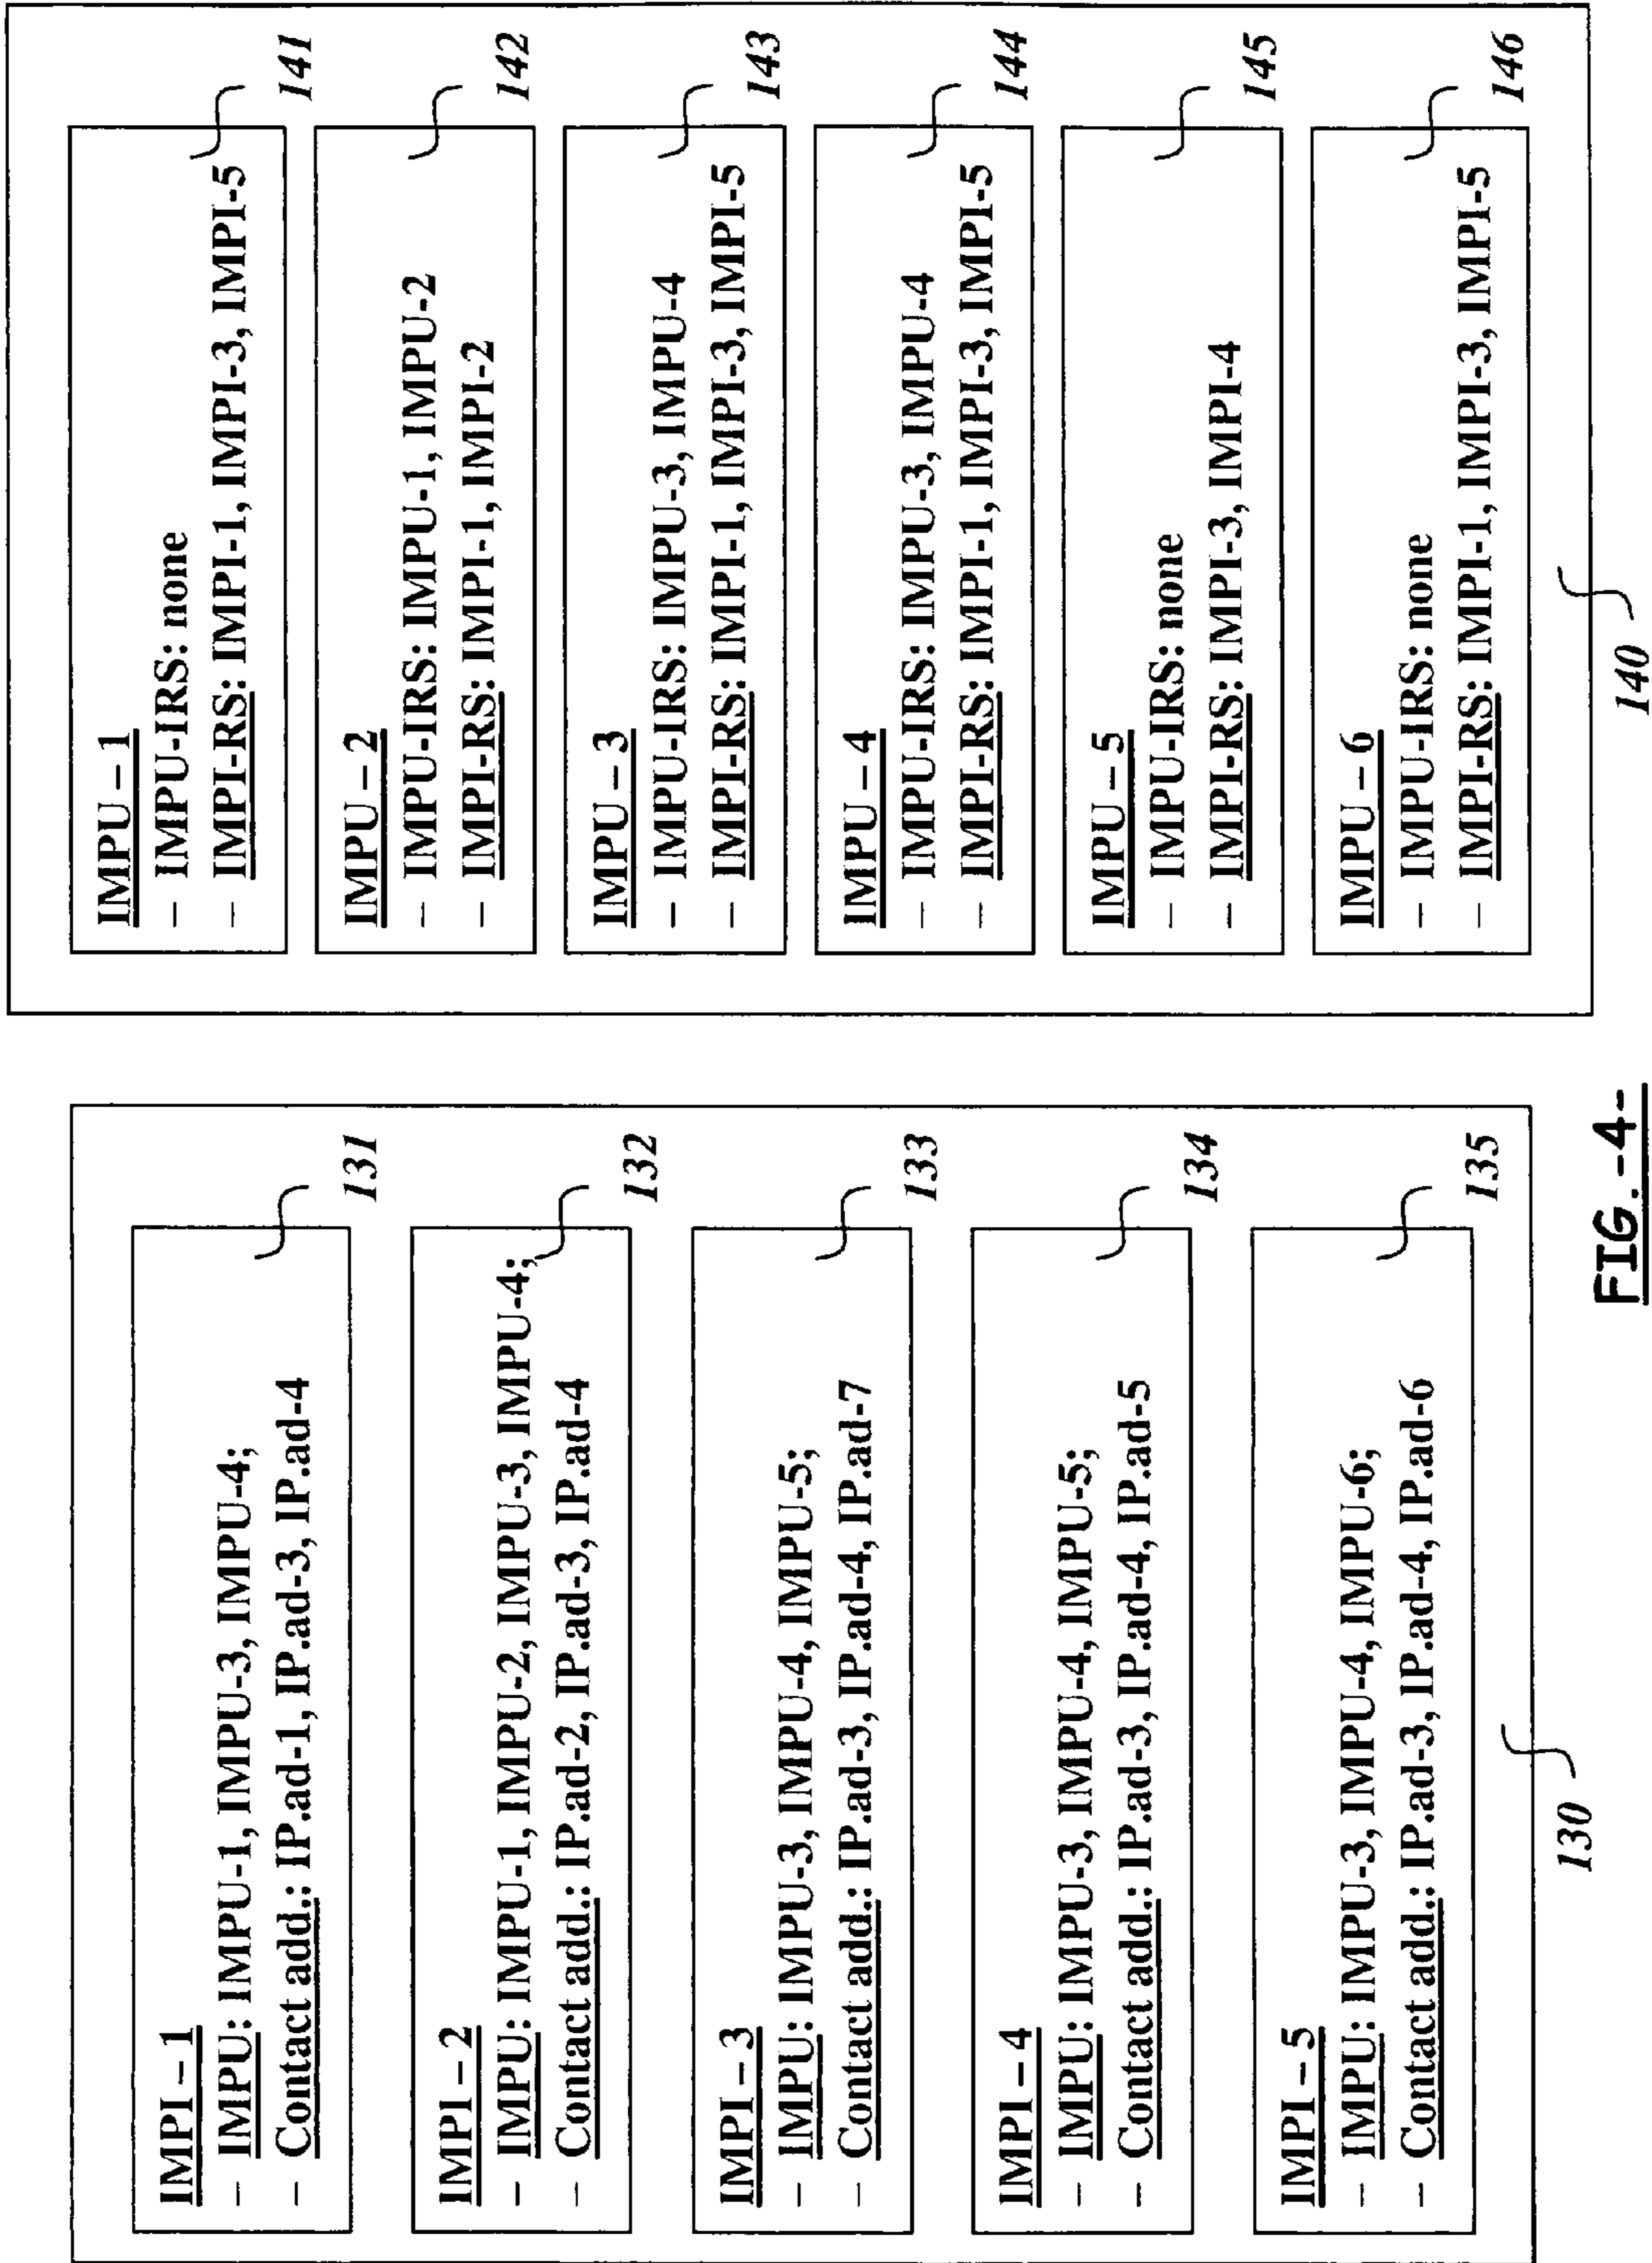 IMPI – 1
– IMPU: IMPU-1, IMPU-3, IMPU-4;
– Contact add.: IP.ad-1, IP.ad-3, IP.ad-4
131
IMPI – 2
– IMPU: IMPU-1, IMPU-2, IMPU-3, IMPU-4;
– Contact add.: IP.ad-2, IP.ad-3, IP.ad-4
132
IMPI – 3
– IMPU: IMPU-3, IMPU-4, IMPU-5;
– Contact add.: IP.ad-3, IP.ad-4, IP.ad-7
133
IMPI – 4
– IMPU: IMPU-3, IMPU-4, IMPU-5;
– Contact add.: IP.ad-3, IP.ad-4, IP.ad-5
134
IMPI – 5
– IMPU: IMPU-3, IMPU-4, IMPU-6;
– Contact add.: IP.ad-3, IP.ad-4, IP.ad-6
135
130
IMPU – 1
– IMPU-IRS: none
– IMPI-RS: IMPI-1, IMPI-3, IMPI-5
141
IMPU – 2
– IMPU-IRS: IMPU-1, IMPU-2
– IMPI-RS: IMPI-1, IMPI-2
142
IMPU – 3
– IMPU-IRS: IMPU-3, IMPU-4
– IMPI-RS: IMPI-1, IMPI-3, IMPI-5
143
IMPU – 4
– IMPU-IRS: IMPU-3, IMPU-4
– IMPI-RS: IMPI-1, IMPI-3, IMPI-5
144
IMPU – 5
– IMPU-IRS: none
– IMPI-RS: IMPI-3, IMPI-4
145
IMPU – 6
– IMPU-IRS: none
– IMPI-RS: IMPI-1, IMPI-3, IMPI-5
146
140
FIG. -4-